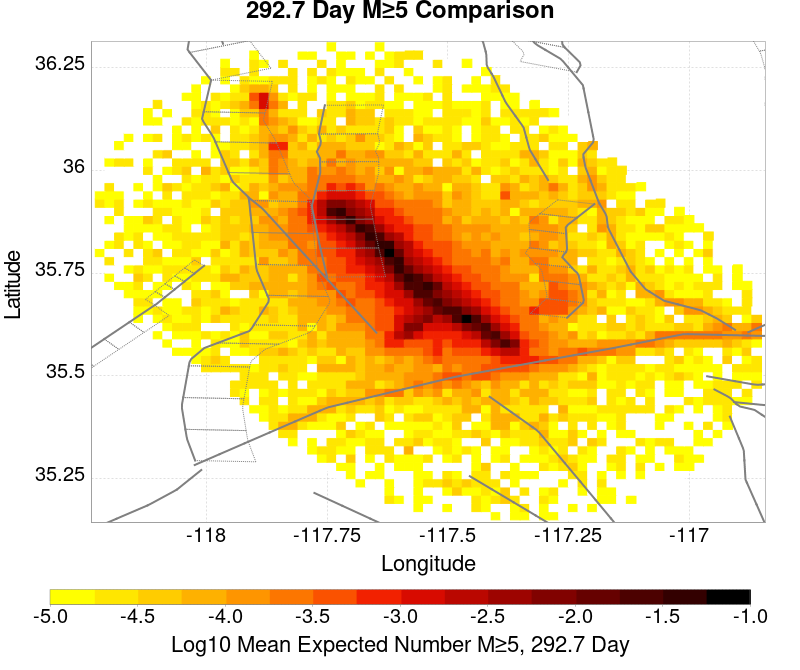 292.7 Day M≥5 Comparison
36.25
36
35.75
35.5
35.25
Latitude
-118 -117.75 -117.5 -117.25 -117
Longitude
-5.0 -4.5 -4.0 -3.5 -3.0 -2.5 -2.0 -1.5 -1.0
Log10 Mean Expected Number M≥5, 292.7 Day